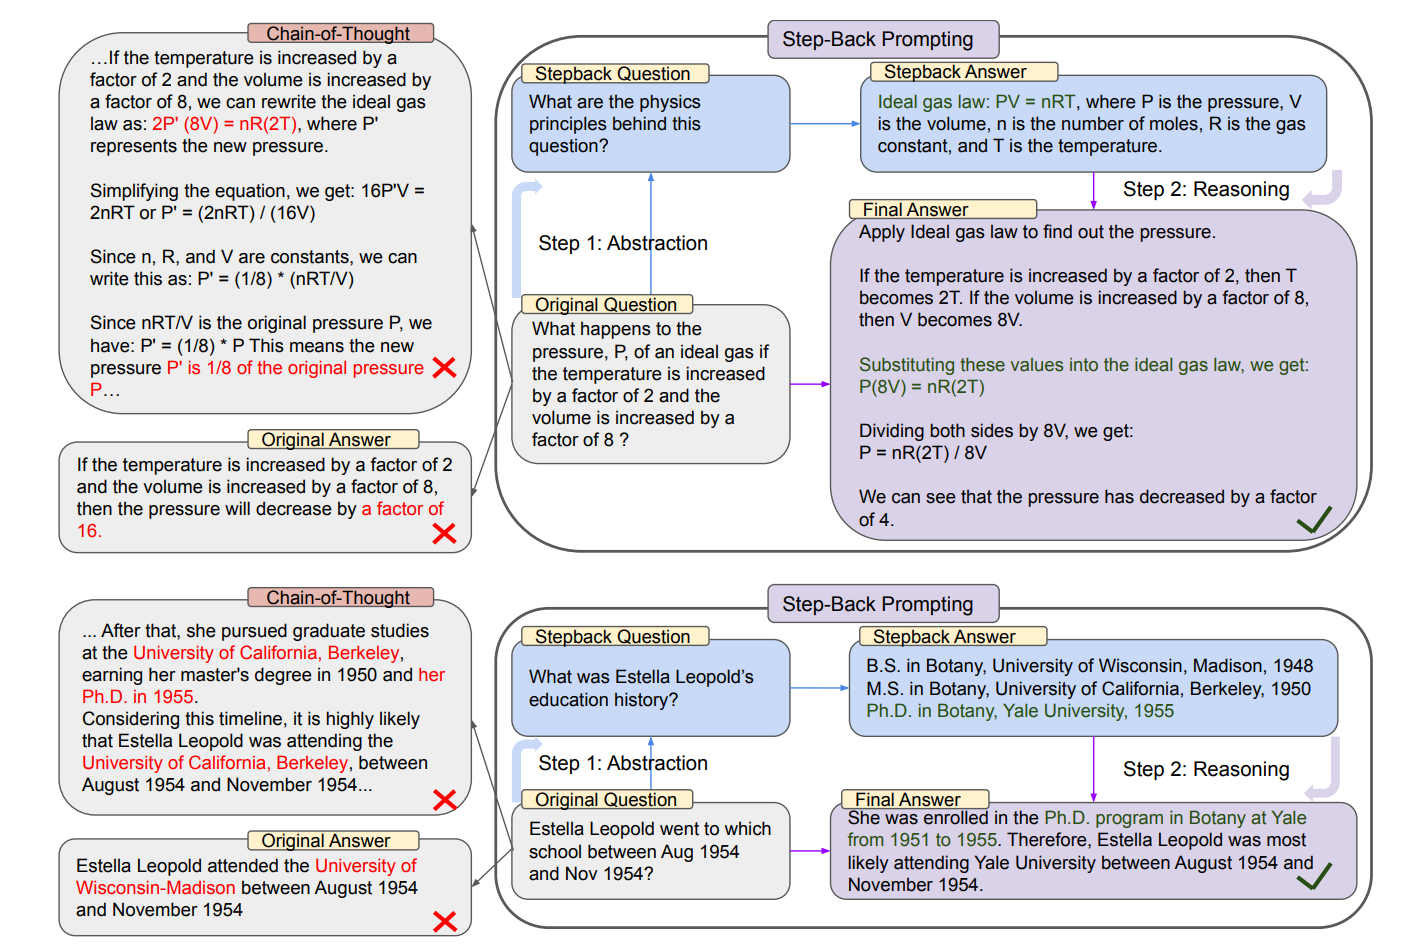 Chain-of-Thought
…If the temperature is increased by a
factor of 2 and the volume is increased by
a factor of 8, we can rewrite the ideal gas
law as: 2P' (8V) = nR(2T), where P'
represents the new pressure.
Simplifying the equation, we get: 16P'V =
2nRT or P' = (2nRT) / (16V)
Since n, R, and V are constants, we can
write this as: P' = (1/8) * (nRT/V)
Since nRT/V is the original pressure P, we
have: P' = (1/8) * P This means the new
pressure P' is 1/8 of the original pressure
P…
Original Answer
If the temperature is increased by a factor of 2
and the volume is increased by a factor of 8,
then the pressure will decrease by a factor of
16.
Step-Back Prompting
Stepback Question
What are the physics
principles behind this
question?
Stepback Answer
Ideal gas law: PV = nRT, where P is the pressure, V
is the volume, n is the number of moles, R is the gas
constant, and T is the temperature.
Step 1: Abstraction
Step 2: Reasoning
Original Question
What happens to the
pressure, P, of an ideal gas if
the temperature is increased
by a factor of 2 and the
volume is increased by a
factor of 8 ?
Final Answer
Apply Ideal gas law to find out the pressure.
If the temperature is increased by a factor of 2, then T
becomes 2T. If the volume is increased by a factor of 8,
then V becomes 8V.
Substituting these values into the ideal gas law, we get:
P(8V) = nR(2T)
Dividing both sides by 8V, we get:
P = nR(2T) / 8V
We can see that the pressure has decreased by a factor
of 4.
Chain-of-Thought
... After that, she pursued graduate studies
at the University of California, Berkeley,
earning her master's degree in 1950 and her
Ph.D. in 1955.
Considering this timeline, it is highly likely
that Estella Leopold was attending the
University of California, Berkeley, between
August 1954 and November 1954...
Original Answer
Estella Leopold attended the University of
Wisconsin-Madison between August 1954
and November 1954
Step-Back Prompting
Stepback Question
What was Estella Leopold's
education history?
Stepback Answer
B.S. in Botany, University of Wisconsin, Madison, 1948
M.S. in Botany, University of California, Berkeley, 1950
Ph.D. in Botany, Yale University, 1955
Step 1: Abstraction
Step 2: Reasoning
Original Question
Estella Leopold went to which
school between Aug 1954
and Nov 1954?
Final Answer
She was enrolled in the Ph.D. program in Botany at Yale
from 1951 to 1955. Therefore, Estella Leopold was most
likely attending Yale University between August 1954 and
November 1954.